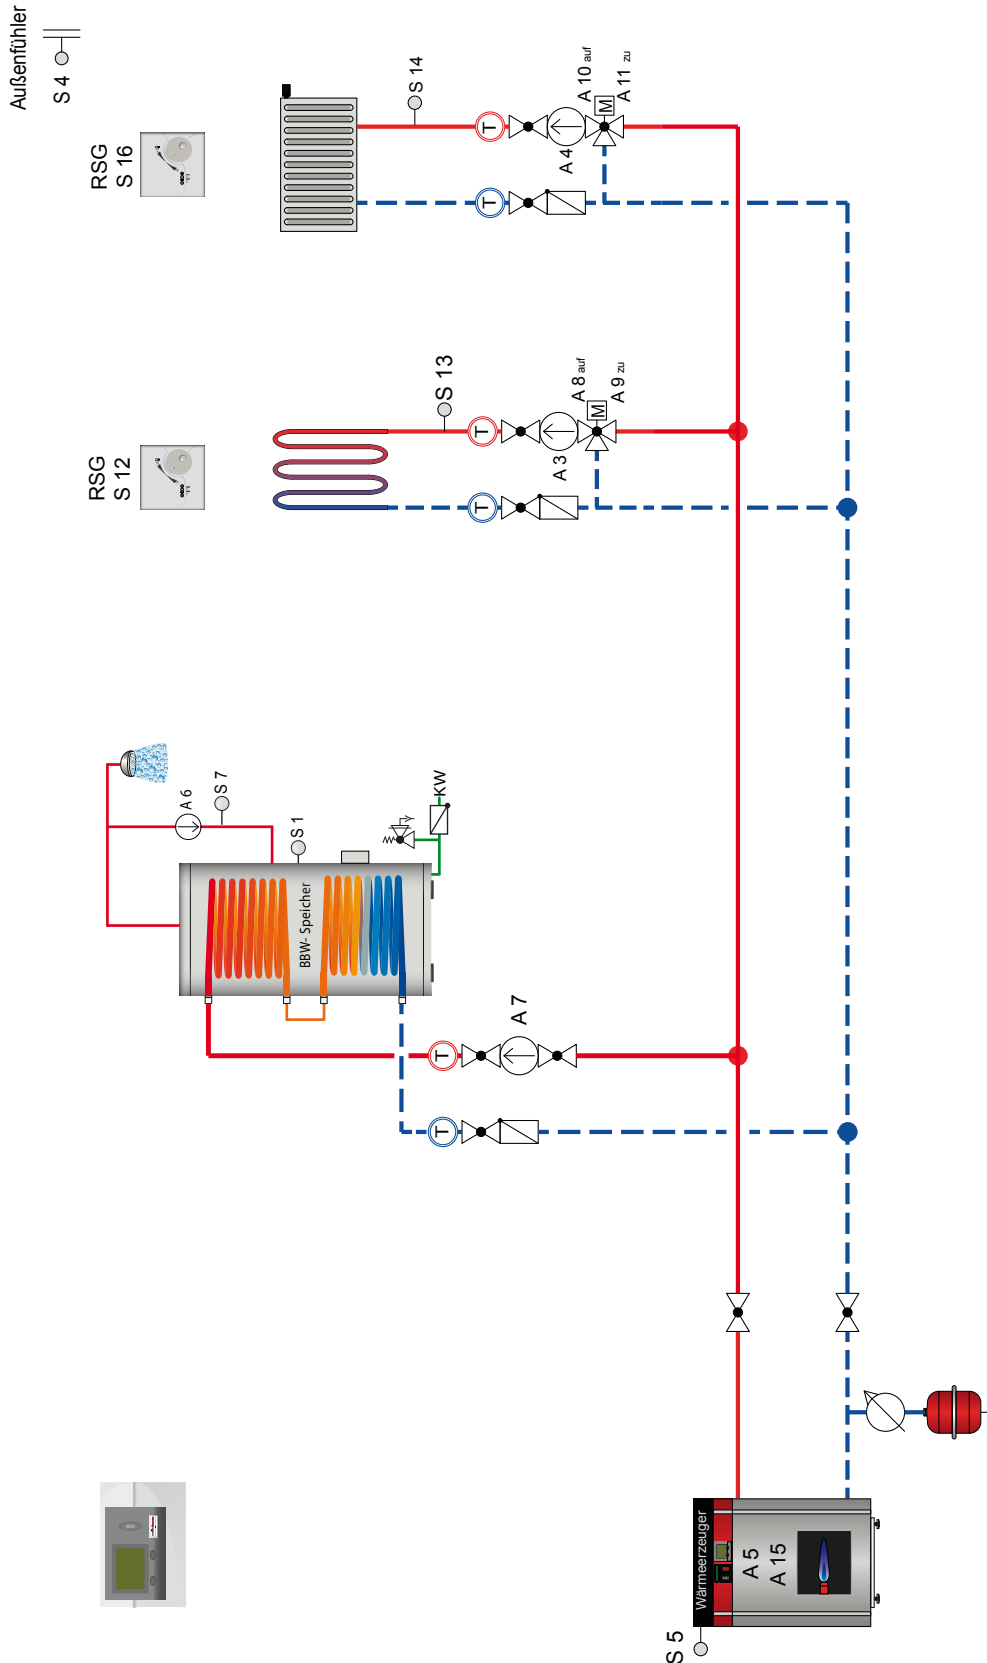 Außenfühler
S 4
RSG
S 16
S 14
A 10 auf
M
A 11 zu
T
A 4
T
RSG
S 12
S 13
A 8 auf
M
A 9 zu
T
A 3
T
A 6
S 7
S 1
KW
BBW- Speicher
A 7
T
T
Wärmeerzeuger
A 5
A 15
S 5